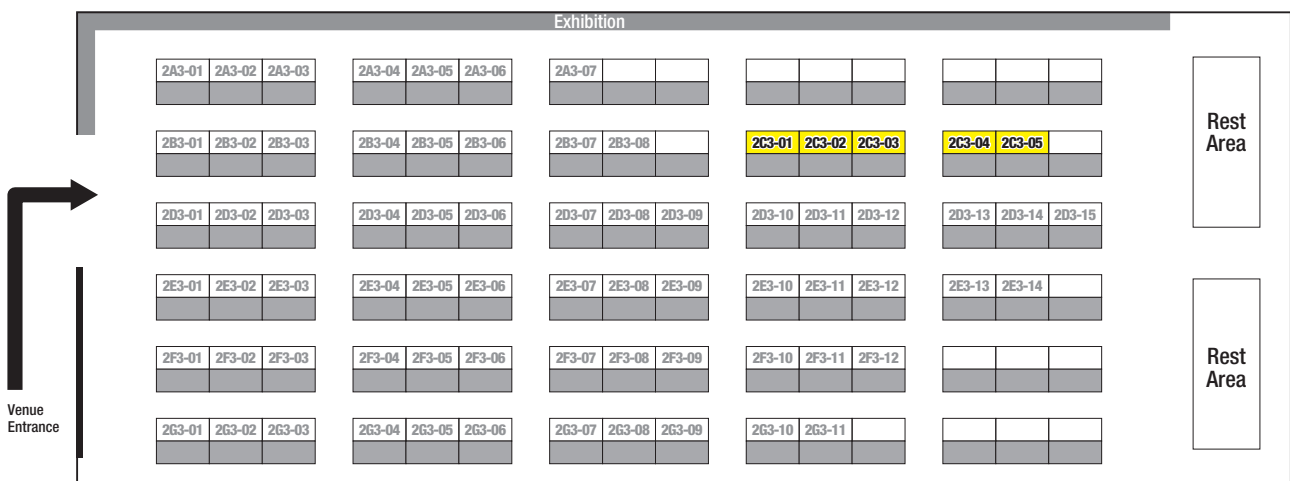 Exhibition
2A3-01 2A3-02 2A3-03 2A3-04 2A3-05 2A3-06 2A3-07
2B3-01 2B3-02 2B3-03 2B3-04 2B3-05 2B3-06 2B3-07 2B3-08 2C3-01 2C3-02 2C3-03 2C3-04 2C3-05
Rest
Area
2D3-01 2D3-02 2D3-03 2D3-04 2D3-05 2D3-06 2D3-07 2D3-08 2D3-09 2D3-10 2D3-11 2D3-12 2D3-13 2D3-14 2D3-15
2E3-01 2E3-02 2E3-03 2E3-04 2E3-05 2E3-06 2E3-07 2E3-08 2E3-09 2E3-10 2E3-11 2E3-12 2E3-13 2E3-14
2F3-01 2F3-02 2F3-03 2F3-04 2F3-05 2F3-06 2F3-07 2F3-08 2F3-09 2F3-10 2F3-11 2F3-12
Rest
Area
Venue
Entrance
2G3-01 2G3-02 2G3-03 2G3-04 2G3-05 2G3-06 2G3-07 2G3-08 2G3-09 2G3-10 2G3-11